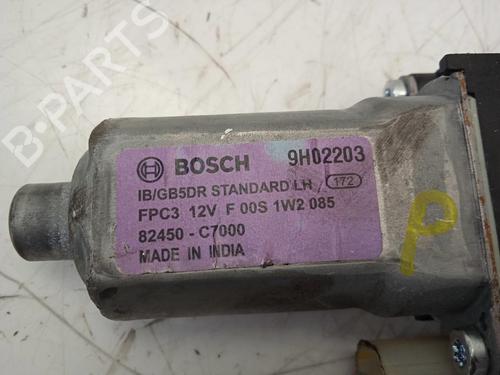 BOSCH 9H02203
IB/GB5DR STANDARD LH 172
FPC3 12V F 00S 1W2 085
82450 - C7000
MADE IN INDIA
B-PARTS
P